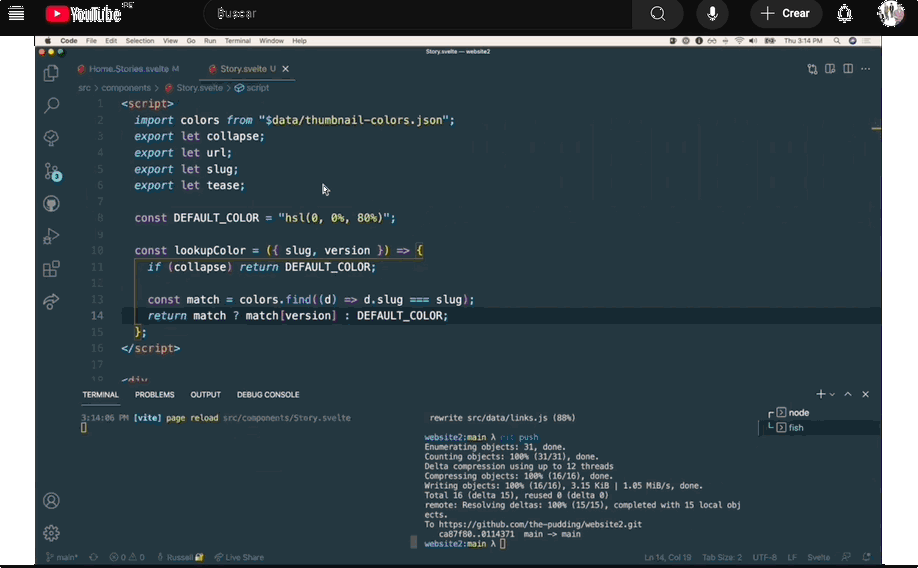 YouTube
Buscar
Crear
Code File Edit Selection View Go Run Terminal Window Help
Thu 3:14 PM
Story.svelte — website2
Home.Stories.svelte M
Story.svelte U
src > components > Story.svelte > script
1 <script>
2 import colors from "$data/thumbnail-colors.json";
3 export let collapse;
4 export let url;
5 export let slug;
6 export let tease;
7
8 const DEFAULT_COLOR = "hsl(0, 0%, 80%)";
9
10 const lookupColor = ({ slug, version }) => {
11 if (collapse) return DEFAULT_COLOR;
12
13 const match = colors.find((d) => d.slug === slug);
14 return match ? match[version] : DEFAULT_COLOR;
15 };
16 </script>
17
18 <div
3
TERMINAL PROBLEMS OUTPUT DEBUG CONSOLE
3:14:06 PM [vite] page reload src/components/Story.svelte
rewrite src/data/links.js (88%)
website2:main λ git push
Enumerating objects: 31, done.
Counting objects: 100% (31/31), done.
Delta compression using up to 12 threads
Compressing objects: 100% (16/16), done.
Writing objects: 100% (16/16), 3.15 KiB | 1.05 MiB/s, done.
Total 16 (delta 15), reused 0 (delta 0)
remote: Resolving deltas: 100% (15/15), completed with 15 local obj
ects.
To https://github.com/the-pudding/website2.git
ca87f80..0114371 main -> main
website2:main λ
node
fish
main* 0 0 Russell Live Share
Ln 14, Col 19 Tab Size: 2 UTF-8 LF Svelte